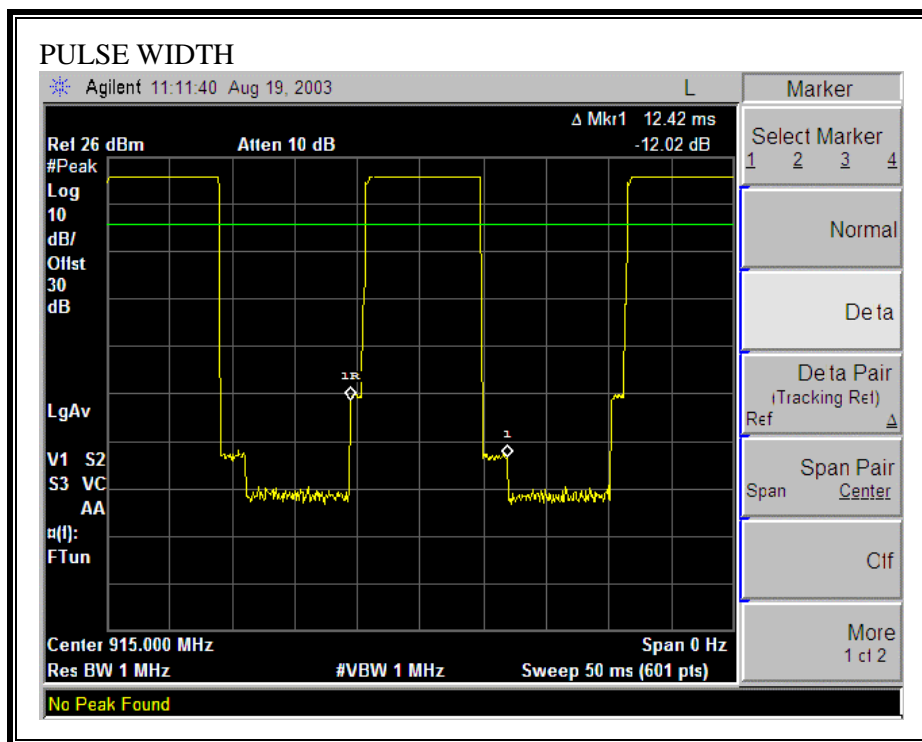 PULSE WIDTH
Agilent 11:11:40 Aug 19, 2003 L
Marker
Δ Mkr1 12.42 ms
Ref 26 dBm Atten 10 dB -12.02 dB
#Peak
Log
10
dB/
Offst
30
dB
LgAv
V1 S2
S3 VC
AA
¤(f):
FTun
1R
1
Center 915.000 MHz Span 0 Hz
Res BW 1 MHz #VBW 1 MHz Sweep 50 ms (601 pts)
No Peak Found
Select Marker
1 2 3 4
Normal
De ta
De ta Pair
(Tracking Ref)
Ref Δ
Span Pair
Span Center
Off
More
1 of 2